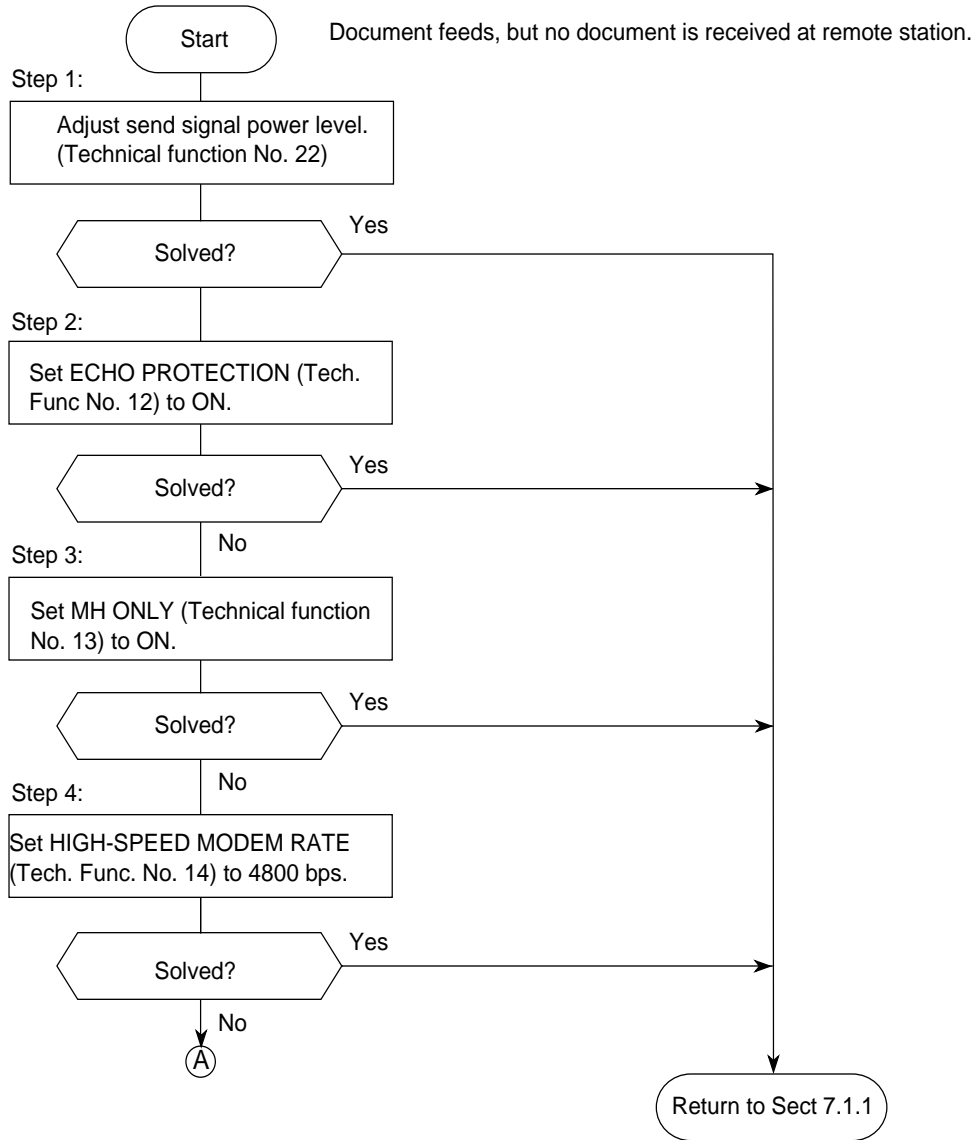 Start
Document feeds, but no document is received at remote station.
Step 1:
Adjust send signal power level.
(Technical function No. 22)
Yes
Solved?
Step 2:
Set ECHO PROTECTION (Tech.
Func No. 12) to ON.
Yes
Solved?
No
Step 3:
Set MH ONLY (Technical function
No. 13) to ON.
Yes
Solved?
No
Step 4:
Set HIGH-SPEED MODEM RATE
(Tech. Func. No. 14) to 4800 bps.
Yes
Solved?
No
A
Return to Sect 7.1.1